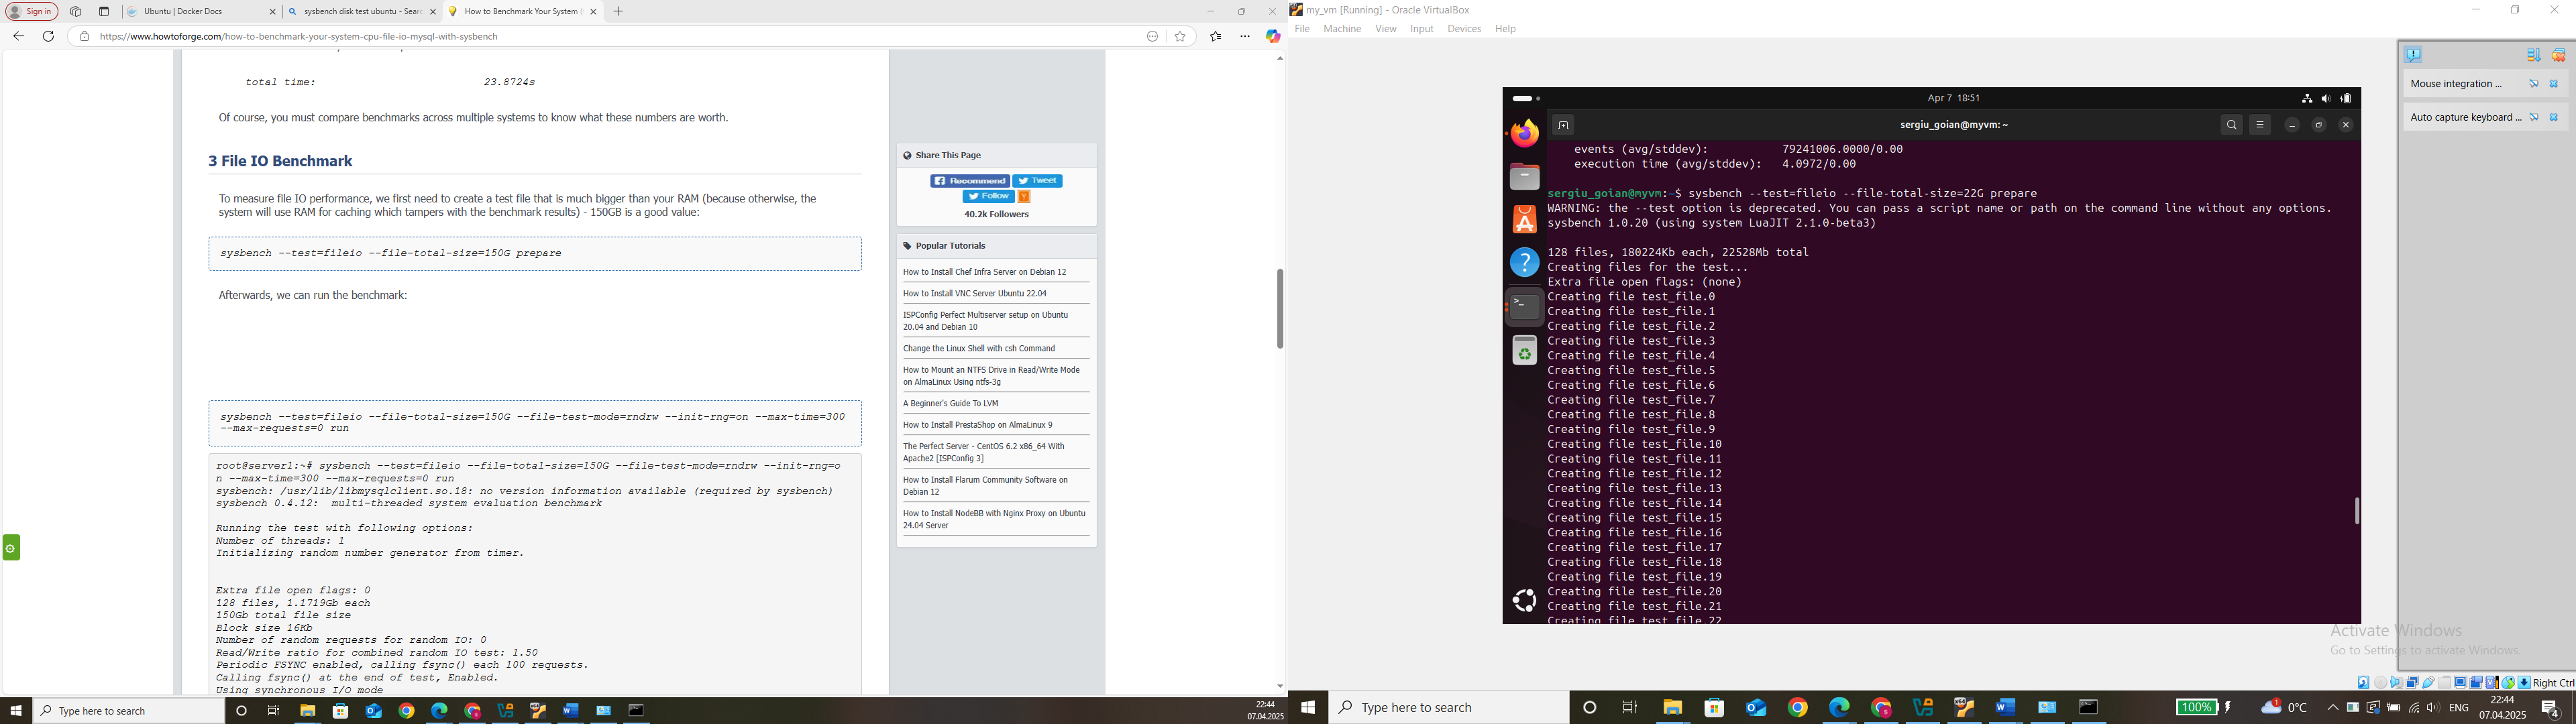 Sign in
Ubuntu | Docker Docs
sysbench disk test ubuntu - Sear
How to Benchmark Your System (
https://www.howtoforge.com/how-to-benchmark-your-system-cpu-file-io-mysql-with-sysbench
total time: 23.8724s
Of course, you must compare benchmarks across multiple systems to know what these numbers are worth.
3 File IO Benchmark
To measure file IO performance, we first need to create a test file that is much bigger than your RAM (because otherwise, the
system will use RAM for caching which tampers with the benchmark results) - 150GB is a good value:
sysbench --test=fileio --file-total-size=150G prepare
Afterwards, we can run the benchmark:
sysbench --test=fileio --file-total-size=150G --file-test-mode=rndrw --init-rng=on --max-time=300
--max-requests=0 run
root@server1:~# sysbench --test=fileio --file-total-size=150G --file-test-mode=rndrw --init-rng=o
n --max-time=300 --max-requests=0 run
sysbench: /usr/lib/libmysqlclient.so.18: no version information available (required by sysbench)
sysbench 0.4.12:  multi-threaded system evaluation benchmark
Running the test with following options:
Number of threads: 1
Initializing random number generator from timer.
Extra file open flags: 0
128 files, 1.1719Gb each
150Gb total file size
Block size 16Kb
Number of random requests for random IO: 0
Read/Write ratio for combined random IO test: 1.50
Periodic FSYNC enabled, calling fsync() each 100 requests.
Calling fsync() at the end of test, Enabled.
Using synchronous I/O mode
Share This Page
Recommend
Tweet
Follow
40.2k Followers
Popular Tutorials
How to Install Chef Infra Server on Debian 12
How to Install VNC Server Ubuntu 22.04
ISPConfig Perfect Multiserver setup on Ubuntu
20.04 and Debian 10
Change the Linux Shell with csh Command
How to Mount an NTFS Drive in Read/Write Mode
on AlmaLinux Using ntfs-3g
A Beginner's Guide To LVM
How to Install PrestaShop on AlmaLinux 9
The Perfect Server - CentOS 6.2 x86_64 With
Apache2 [ISPConfig 3]
How to Install Flarum Community Software on
Debian 12
How to Install NodeBB with Nginx Proxy on Ubuntu
24.04 Server
Type here to search
22:44
07.04.2025
my_vm [Running] - Oracle VirtualBox
File Machine View Input Devices Help
Apr 7 18:51
sergiu_goian@myvm: ~
events (avg/stddev): 79241006.0000/0.00
execution time (avg/stddev): 4.0972/0.00
sergiu_goian@myvm:~$ sysbench --test=fileio --file-total-size=22G prepare
WARNING: the --test option is deprecated. You can pass a script name or path on the command line without any options.
sysbench 1.0.20 (using system LuaJIT 2.1.0-beta3)
128 files, 180224Kb each, 22528Mb total
Creating files for the test...
Extra file open flags: (none)
Creating file test_file.0
Creating file test_file.1
Creating file test_file.2
Creating file test_file.3
Creating file test_file.4
Creating file test_file.5
Creating file test_file.6
Creating file test_file.7
Creating file test_file.8
Creating file test_file.9
Creating file test_file.10
Creating file test_file.11
Creating file test_file.12
Creating file test_file.13
Creating file test_file.14
Creating file test_file.15
Creating file test_file.16
Creating file test_file.17
Creating file test_file.18
Creating file test_file.19
Creating file test_file.20
Creating file test_file.21
Creating file test_file.22
Mouse integration ...
Auto capture keyboard ...
Activate Windows
Go to Settings to activate Windows.
Right Ctrl
Type here to search
100%
0°C
ENG
22:44
07.04.2025
4